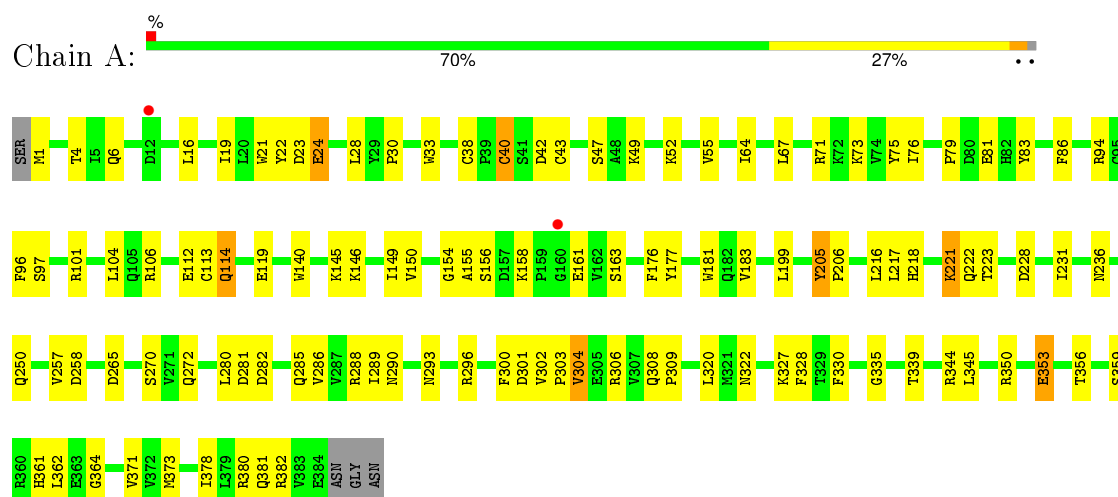 %
Chain A:
70% 27% • •
SER M1 T4 I5 Q6 D12 L16 I19 L20 W21 Y22 D23 E24 L28 Y29 P30 W33 C38 P39 C40 S41 D42 C43 S47 A48 K49 K52 V55 I64 L67 R71 K72 K73 V74 Y75 I76 P79 D80 E81 H82 Y83 F86 R94 C95
F96 S97 R101 L104 Q105 R106 E112 C113 Q114 E119 W140 K145 K146 I149 V150 G154 A155 S156 D157 K158 P159 G160 E161 V162 S163 F176 Y177 W181 Q182 V183 L199 Y205 P206 L216 L217 H218 K221 Q222 T223 D228 I231 N236
Q250 V257 D258 D265 S270 V271 Q272 L280 D281 D282 Q285 V286 V287 R288 I289 N290 N293 R296 F300 D301 V302 P303 V304 E305 R306 V307 Q308 P309 L320 M321 N322 K327 F328 T329 F330 G335 T339 R344 L345 R350 E353 T356 S359
R360 H361 L362 E363 G364 V371 V372 M373 I378 L379 R380 Q381 R382 V383 E384 ASN GLY ASN